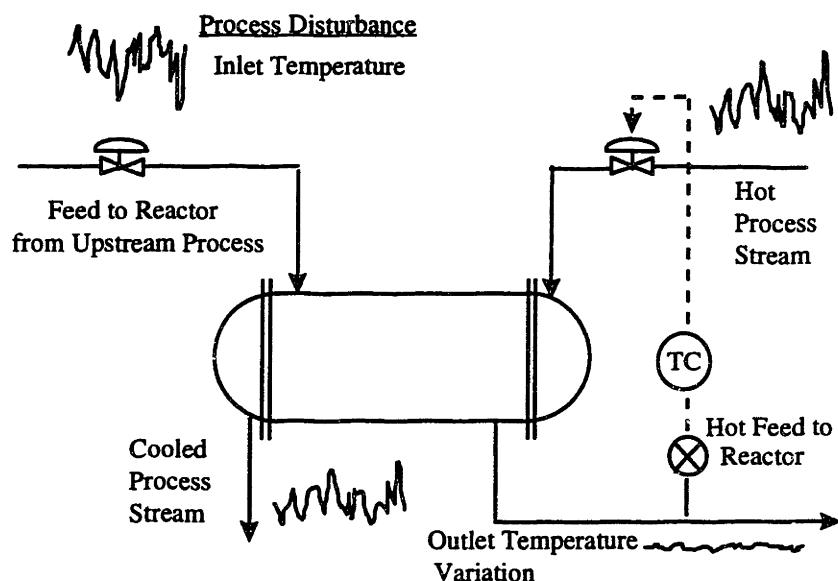 Process Disturbance
Inlet Temperature
Feed to Reactor
from Upstream Process
Hot
Process
Stream
TC
Hot Feed to
Reactor
Cooled
Process
Stream
Outlet Temperature
Variation